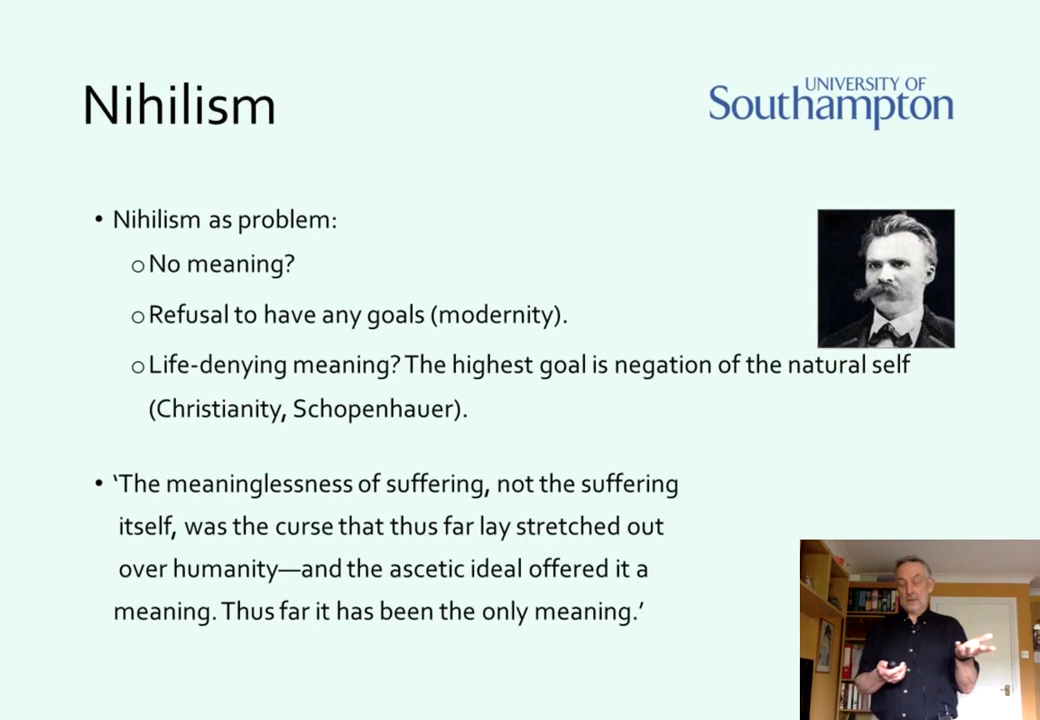 Nihilism
UNIVERSITY OF
Southampton
• Nihilism as problem:
o No meaning?
o Refusal to have any goals (modernity).
o Life-denying meaning? The highest goal is negation of the natural self
(Christianity, Schopenhauer).
• ‘The meaninglessness of suffering, not the suffering
itself, was the curse that thus far lay stretched out
over humanity—and the ascetic ideal offered it a
meaning. Thus far it has been the only meaning.’